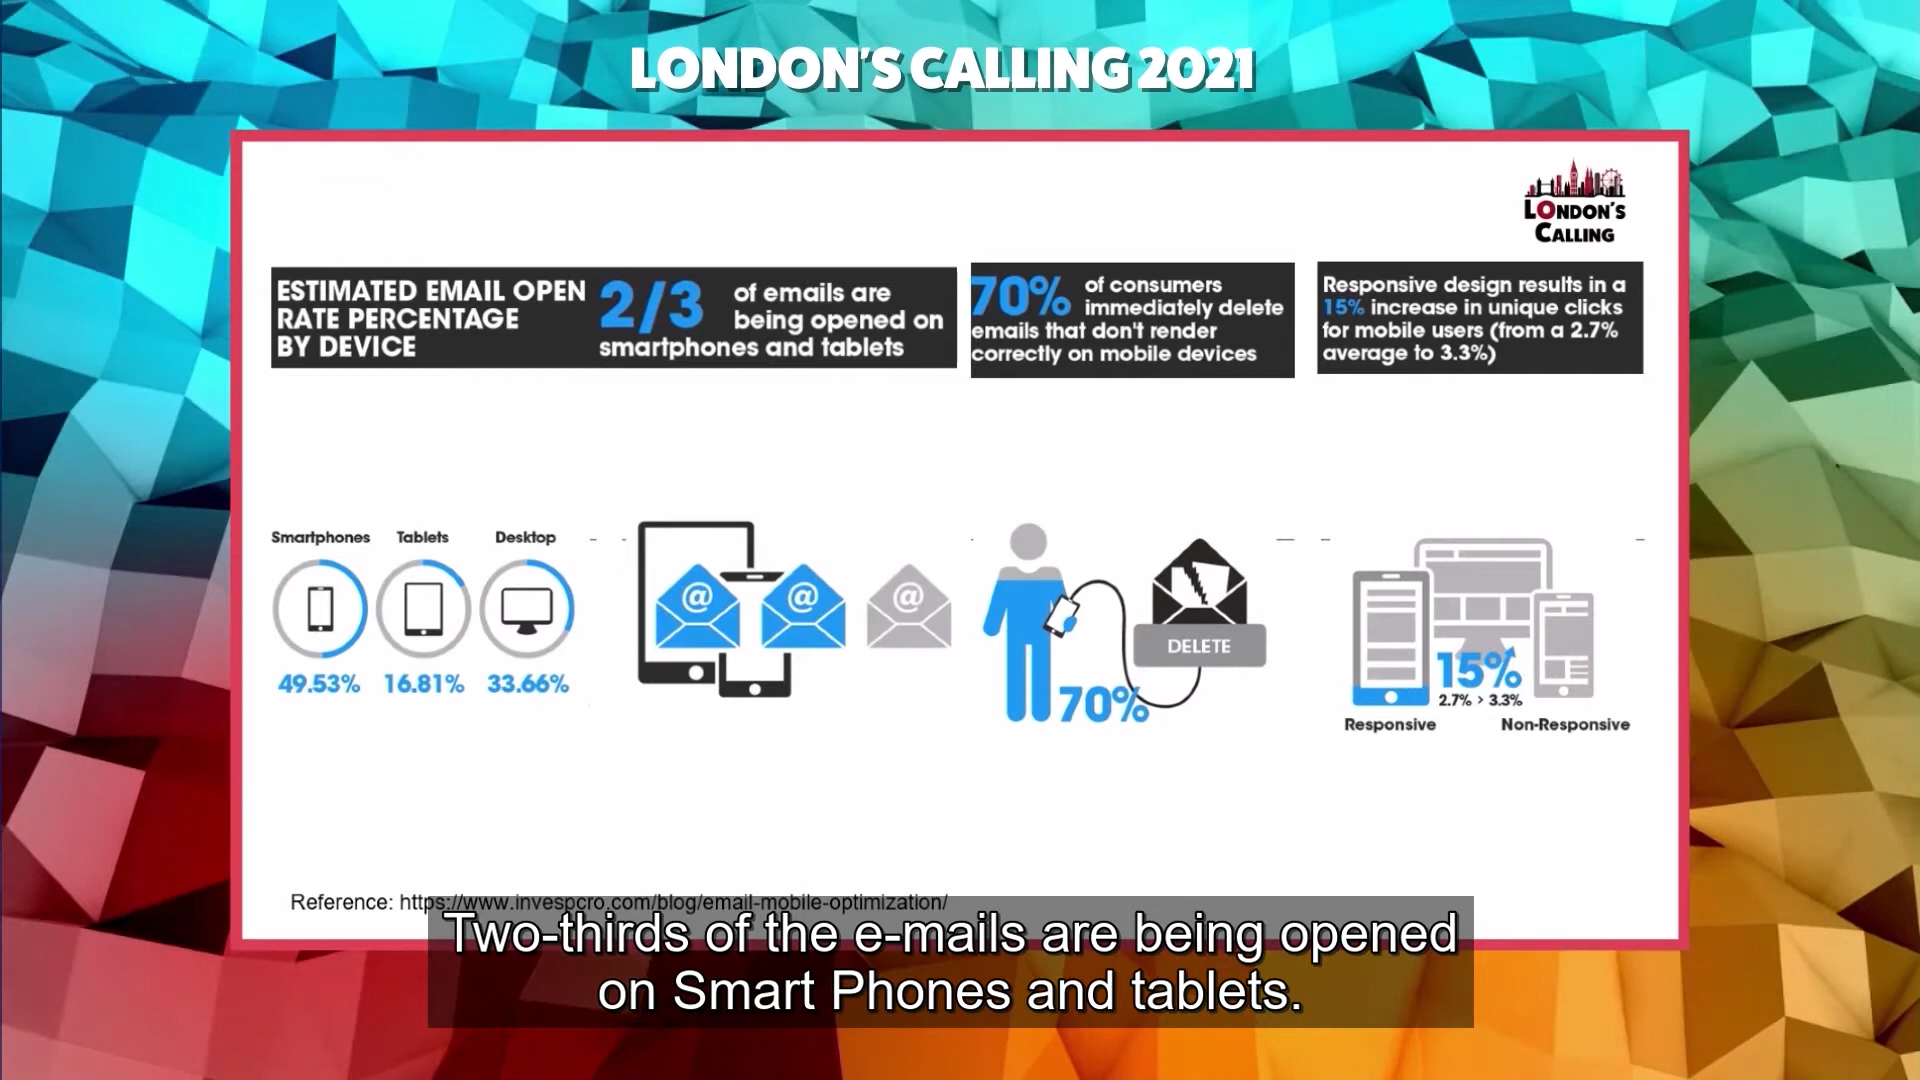 LONDON'S CALLING 2021
LONDON'S
CALLING
ESTIMATED EMAIL OPEN
RATE PERCENTAGE
BY DEVICE
2/3 of emails are
being opened on
smartphones and tablets
70% of consumers
immediately delete
emails that don't render
correctly on mobile devices
Responsive design results in a
15% increase in unique clicks
for mobile users (from a 2.7%
average to 3.3%)
Smartphones Tablets Desktop
49.53% 16.81% 33.66%
@ @ @
DELETE
70%
15%
2.7% > 3.3%
Responsive Non-Responsive
Reference: https://www.invespcro.com/blog/email-mobile-optimization/
Two-thirds of the e-mails are being opened
on Smart Phones and tablets.